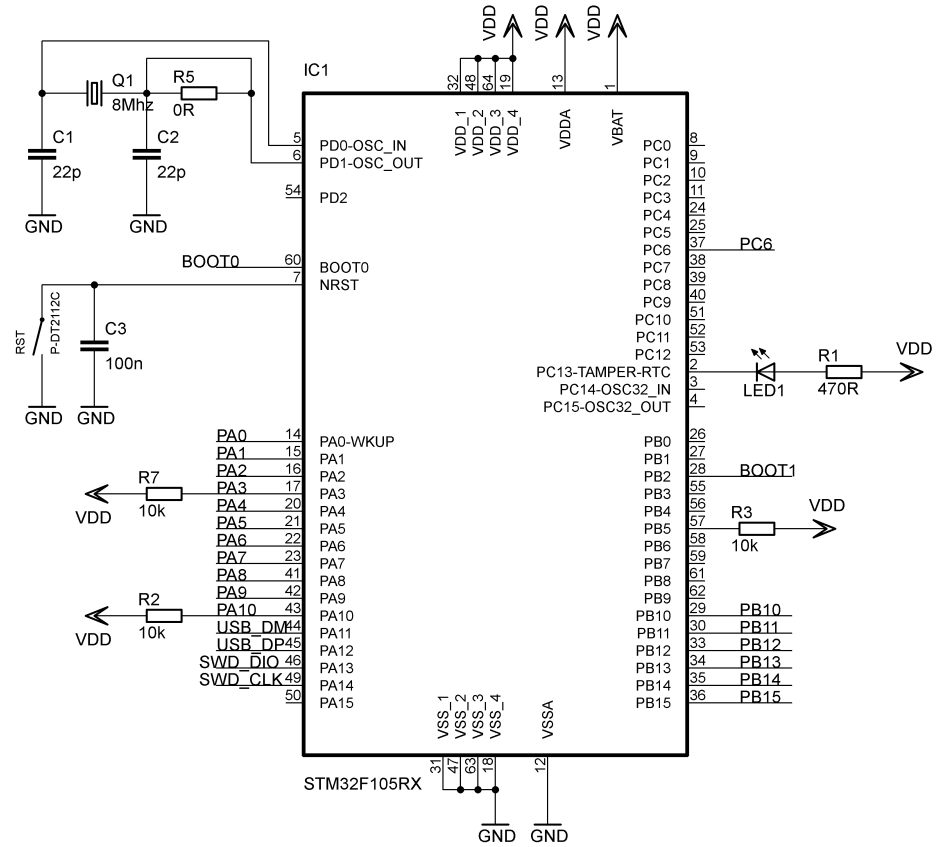 VDD
VDD
VDD
IC1
32
48
64
19
13
1
VDD_1
VDD_2
VDD_3
VDD_4
VDDA
VBAT
Q1
8Mhz
R5
0R
C1
22p
C2
22p
GND
GND
5
PD0-OSC_IN
6
PD1-OSC_OUT
54
PD2
BOOT0
60
BOOT0
7
NRST
RST
P-DT2112C
C3
100n
GND
GND
PA0
14
PA0-WKUP
PA1
15
PA1
PA2
16
PA2
R7
10k
VDD
PA3
17
PA3
PA4
20
PA4
PA5
21
PA5
PA6
22
PA6
PA7
23
PA7
PA8
41
PA8
PA9
42
PA9
R2
10k
VDD
PA10
43
PA10
USB_DM
44
PA11
USB_DP
45
PA12
SWD_DIO
46
PA13
SWD_CLK
49
PA14
50
PA15
PC0
8
PC1
9
PC2
10
PC3
11
PC4
24
PC5
25
PC6
37
PC6
PC7
38
PC8
39
PC9
40
PC10
51
PC11
52
PC12
53
PC13-TAMPER-RTC
2
LED1
R1
470R
VDD
PC14-OSC32_IN
3
PC15-OSC32_OUT
4
PB0
26
PB1
27
PB2
28
BOOT1
PB3
55
PB4
56
PB5
57
R3
10k
VDD
PB6
58
PB7
59
PB8
61
PB9
62
PB10
29
PB10
PB11
30
PB11
PB12
33
PB12
PB13
34
PB13
PB14
35
PB14
PB15
36
PB15
VSS_1
VSS_2
VSS_3
VSS_4
VSSA
31
47
63
18
12
STM32F105RX
GND
GND